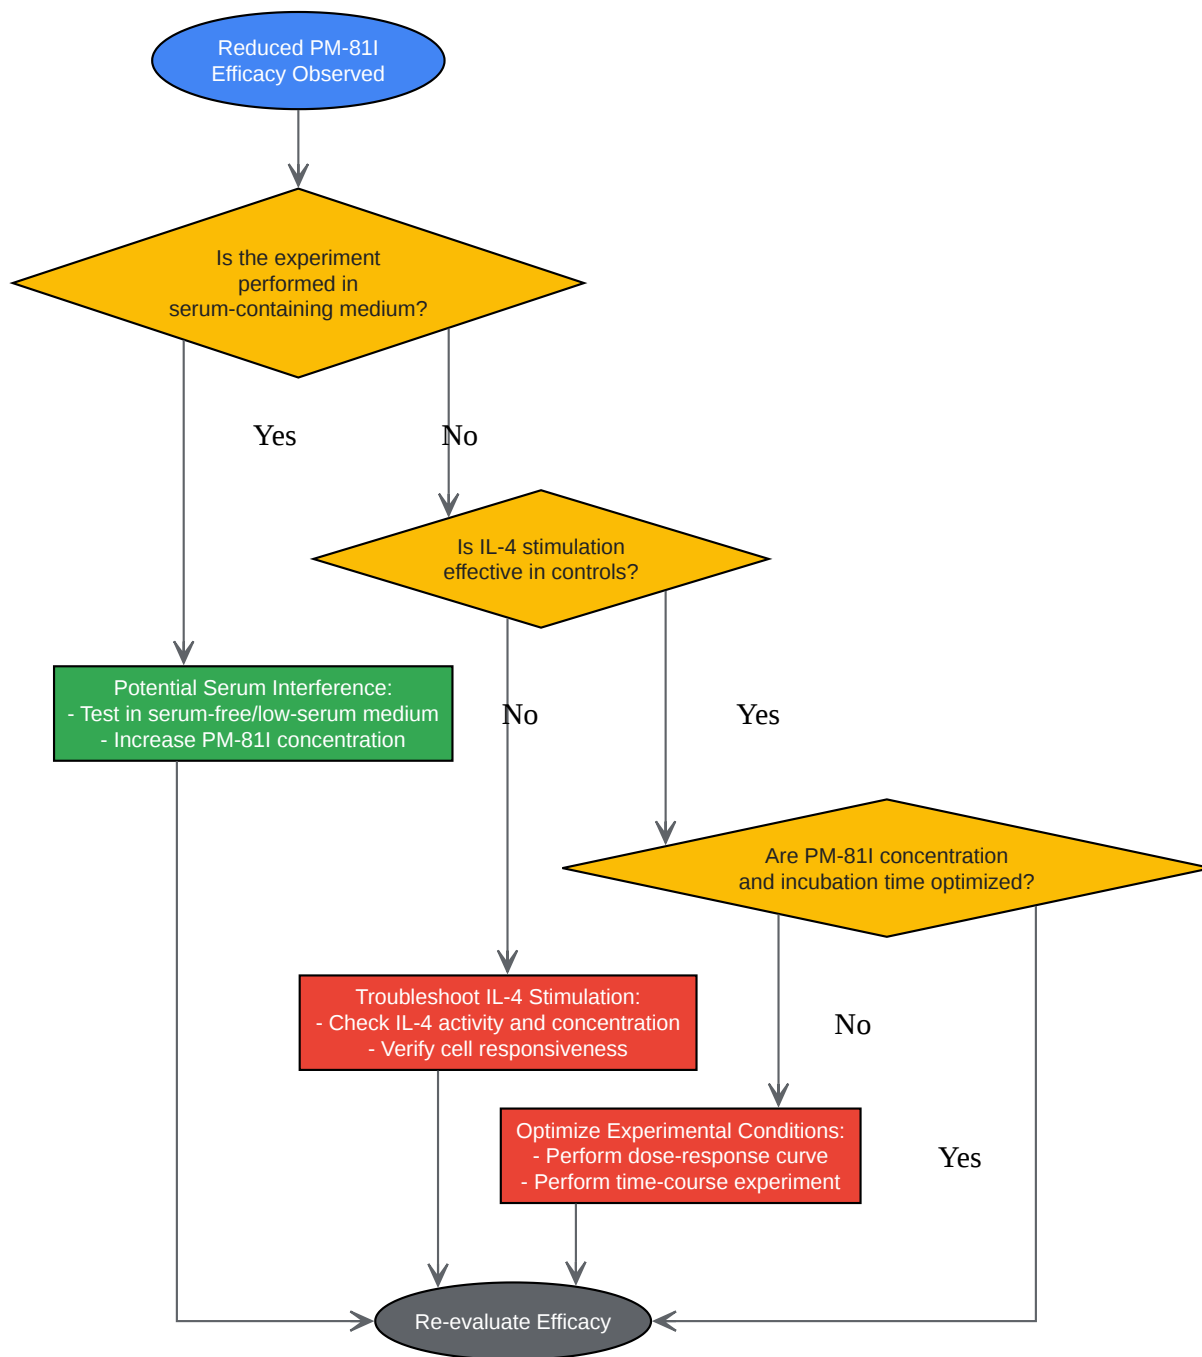 Reduced PM-81I
Efficacy Observed
Is the experiment
performed in
serum-containing medium?
Yes
No
Is IL-4 stimulation
effective in controls?
Potential Serum Interference:
- Test in serum-free/low-serum medium
- Increase PM-81I concentration
No
Yes
Are PM-81I concentration
and incubation time optimized?
Troubleshoot IL-4 Stimulation:
- Check IL-4 activity and concentration
- Verify cell responsiveness
No
Optimize Experimental Conditions:
- Perform dose-response curve
- Perform time-course experiment
Yes
Re-evaluate Efficacy